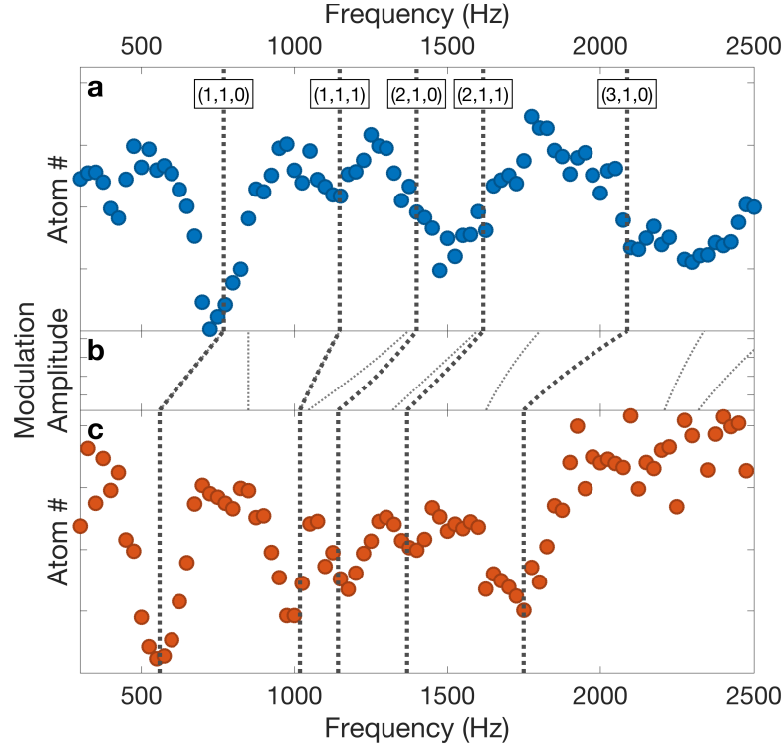 Frequency (Hz)
500 1000 1500 2000 2500
a
(1,1,0) (1,1,1) (2,1,0) (2,1,1) (3,1,0)
Atom #
b
Modulation
Amplitude
c
Atom #
500 1000 1500 2000 2500
Frequency (Hz)